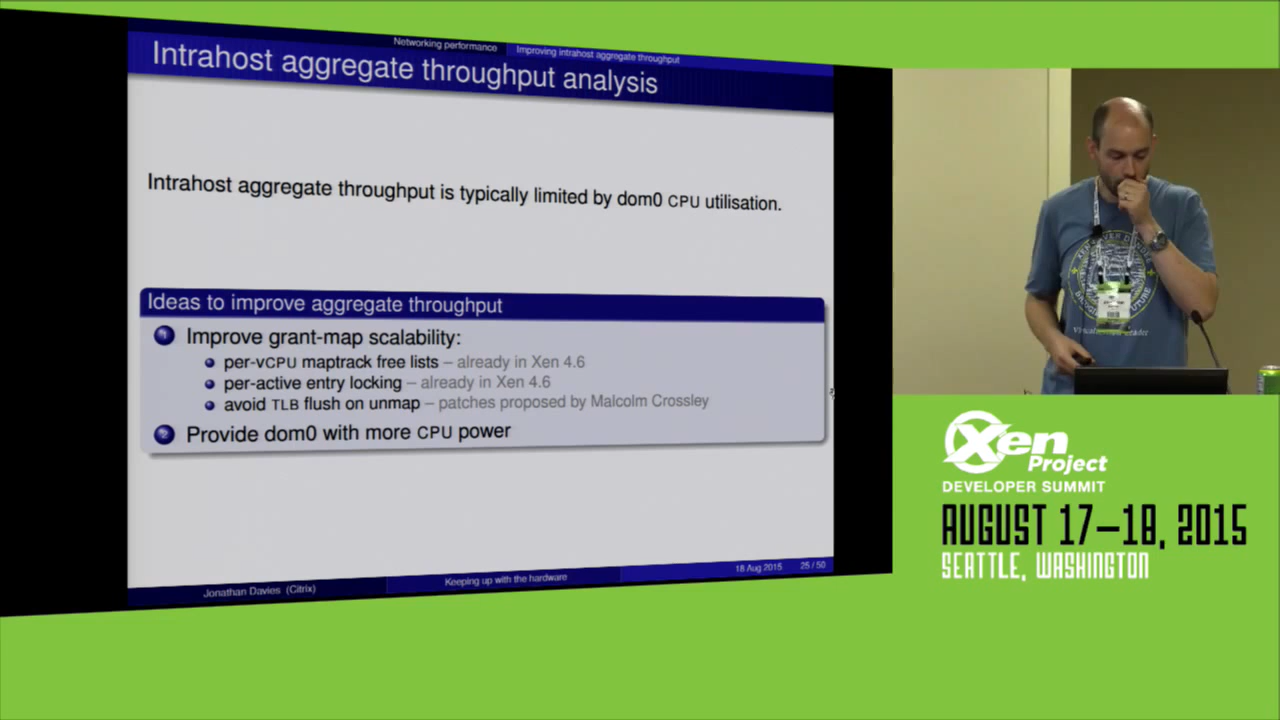 Networking performance
Improving intrahost aggregate throughput
Intrahost aggregate throughput analysis
Intrahost aggregate throughput is typically limited by dom0 CPU utilisation.
Ideas to improve aggregate throughput
1 Improve grant-map scalability:
per-vCPU maptrack free lists – already in Xen 4.6
per-active entry locking – already in Xen 4.6
avoid TLB flush on unmap – patches proposed by Malcolm Crossley
2 Provide dom0 with more CPU power
Jonathan Davies (Citrix)
Keeping up with the hardware
18 Aug 2015
25 / 50
Xen
Project
DEVELOPER SUMMIT
AUGUST 17–18, 2015
SEATTLE, WASHINGTON